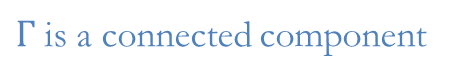 Γ is a connected component